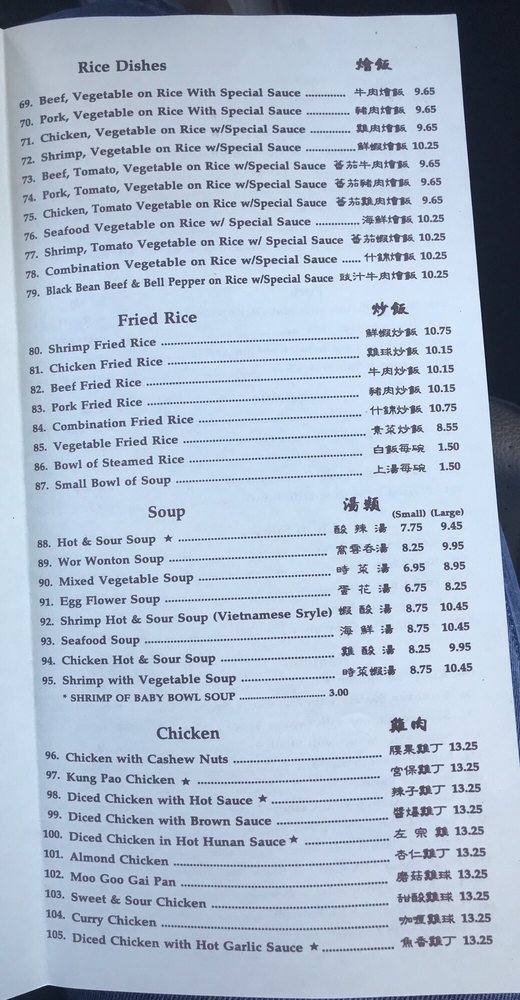 Rice Dishes 燴飯
69. Beef, Vegetable on Rice With Special Sauce ............. 牛肉燴飯 9.65
70. Pork, Vegetable on Rice With Special Sauce ............. 豬肉燴飯 9.65
71. Chicken, Vegetable on Rice w/Special Sauce ............. 雞肉燴飯 9.65
72. Shrimp, Vegetable on Rice w/Special Sauce ............. 鮮蝦燴飯 10.25
73. Beef, Tomato, Vegetable on Rice w/Special Sauce 蕃茄牛肉燴飯 9.65
74. Pork, Tomato, Vegetable on Rice w/Special Sauce 蕃茄豬肉燴飯 9.65
75. Chicken, Tomato Vegetable on Rice w/Special Sauce 蕃茄雞肉燴飯 9.65
76. Seafood Vegetable on Rice w/ Special Sauce ............. 海鮮燴飯 10.25
77. Shrimp, Tomato Vegetable on Rice w/Special Sauce 蕃茄蝦燴飯 10.25
78. Combination Vegetable on Rice w/Special Sauce ...... 什錦燴飯 10.25
79. Black Bean Beef & Bell Pepper on Rice w/Special Sauce 豉汁牛肉燴飯 10.25
Fried Rice 炒飯
80. Shrimp Fried Rice ............. 鮮蝦炒飯 10.75
81. Chicken Fried Rice ............. 雞球炒飯 10.15
82. Beef Fried Rice ............. 牛肉炒飯 10.15
83. Pork Fried Rice ............. 豬肉炒飯 10.15
84. Combination Fried Rice ............. 什錦炒飯 10.75
85. Vegetable Fried Rice ............. 素菜炒飯 8.55
86. Bowl of Steamed Rice ............. 白飯每碗 1.50
87. Small Bowl of Soup ............. 上湯每碗 1.50
Soup 湯類 (Small) (Large)
88. Hot & Sour Soup ★ ............. 酸辣湯 7.75 9.45
89. Wor Wonton Soup ............. 窩雲吞湯 8.25 9.95
90. Mixed Vegetable Soup ............. 時菜湯 6.95 8.95
91. Egg Flower Soup ............. 蛋花湯 6.75 8.25
92. Shrimp Hot & Sour Soup (Vietnamese Sryle) 蝦酸湯 8.75 10.45
93. Seafood Soup ............. 海鮮湯 8.75 10.45
94. Chicken Hot & Sour Soup ............. 雞酸湯 8.25 9.95
95. Shrimp with Vegetable Soup ............. 時菜蝦湯 8.75 10.45
* SHRIMP OF BABY BOWL SOUP ............. 3.00
Chicken 雞肉
96. Chicken with Cashew Nuts ............. 腰果雞丁 13.25
97. Kung Pao Chicken ★ ............. 宮保雞丁 13.25
98. Diced Chicken with Hot Sauce ★ ............. 辣子雞丁 13.25
99. Diced Chicken with Brown Sauce ............. 醬爆雞丁 13.25
100. Diced Chicken in Hot Hunan Sauce ★ ............. 左宗雞 13.25
101. Almond Chicken ............. 杏仁雞丁 13.25
102. Moo Goo Gai Pan ............. 磨菇雞球 13.25
103. Sweet & Sour Chicken ............. 甜酸雞球 13.25
104. Curry Chicken ............. 咖喱雞球 13.25
105. Diced Chicken with Hot Garlic Sauce ★ ............. 魚香雞丁 13.25